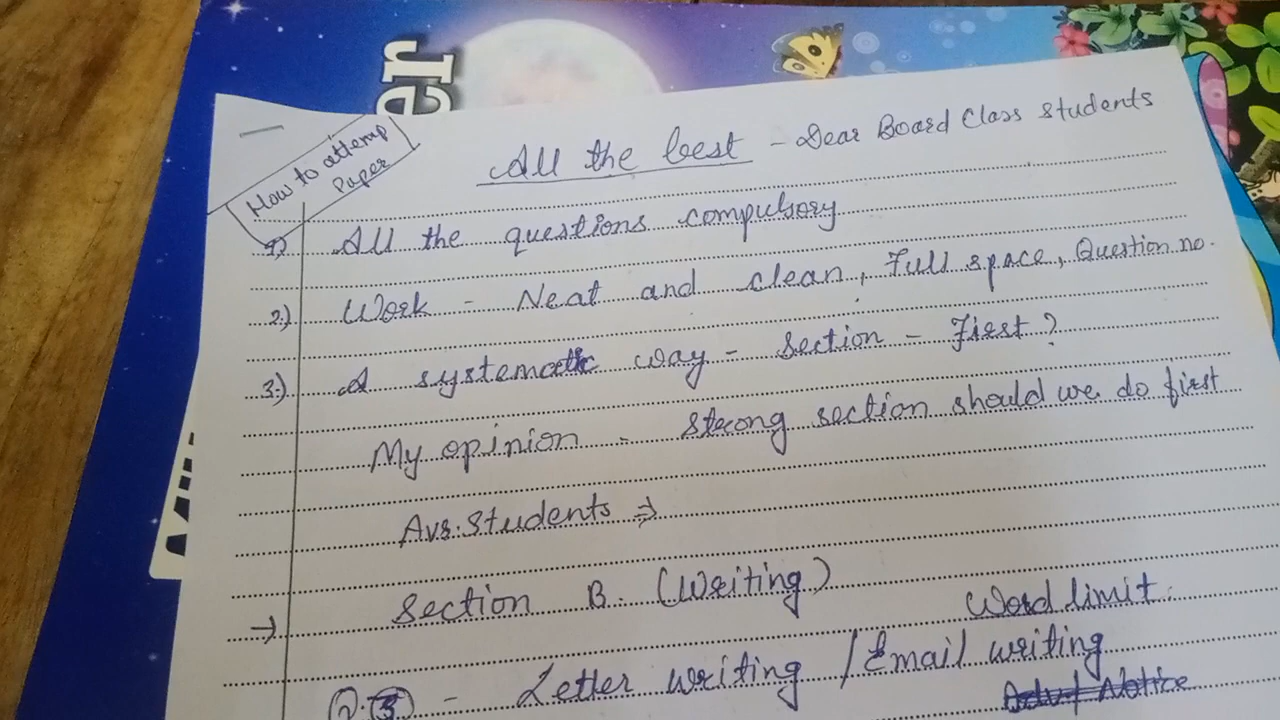 er
How to attemp
Paper
All the best - Dear Board Class students
1) All the questions compulsory
2.) Work - Neat and clean, Full space, Question no.
3.) A systematic way - Section - First?
My opinion - Strong section should we do first
Avg. Students ⇒
→ Section B. (Writing)
Word limit.
Q.(3) - Letter writing / Email writing
Notice